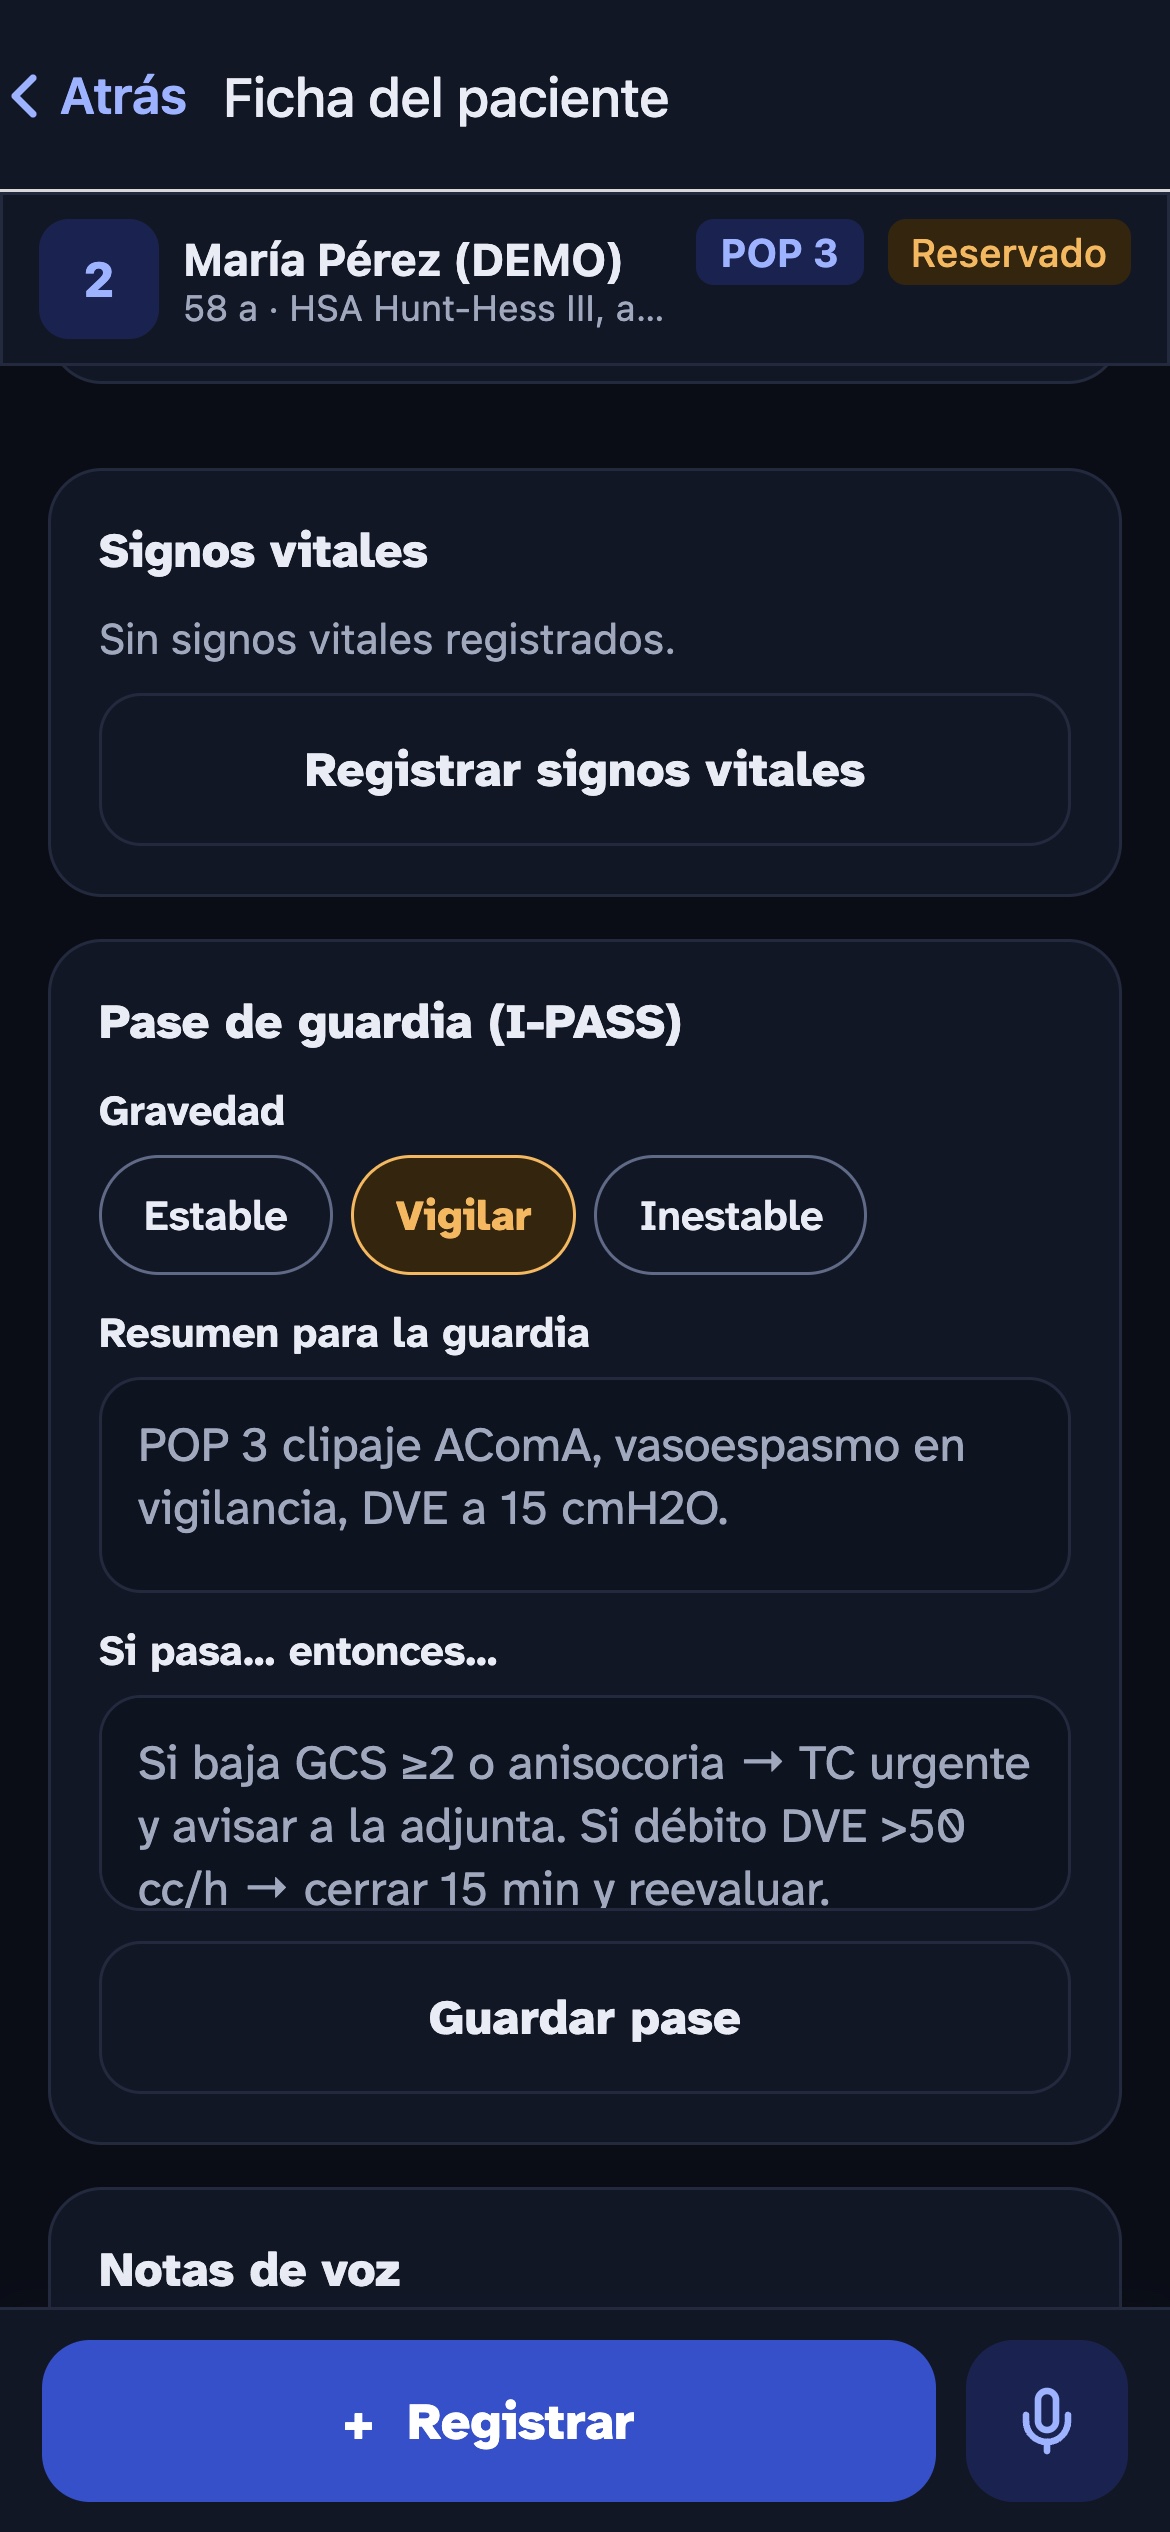 Atrás Ficha del paciente
2
María Pérez (DEMO)
POP 3
Reservado
58 a · HSA Hunt-Hess III, a...
Signos vitales
Sin signos vitales registrados.
Registrar signos vitales
Pase de guardia (I-PASS)
Gravedad
Estable Vigilar Inestable
Resumen para la guardia
POP 3 clipaje AComA, vasoespasmo en
vigilancia, DVE a 15 cmH2O.
Si pasa... entonces...
Si baja GCS ≥2 o anisocoria → TC urgente
y avisar a la adjunta. Si débito DVE >50
cc/h → cerrar 15 min y reevaluar.
Guardar pase
Notas de voz
+ Registrar